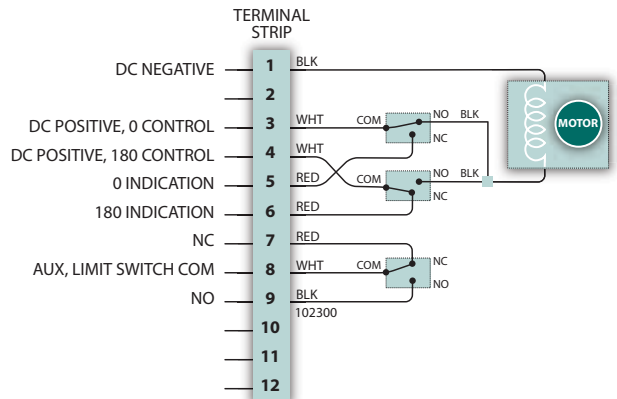 TERMINAL
STRIP
DC NEGATIVE 1 BLK
2
DC POSITIVE, 0 CONTROL 3 WHT COM NO BLK
NC
DC POSITIVE, 180 CONTROL 4 WHT
0 INDICATION 5 RED COM NO BLK
NC
180 INDICATION 6 RED
NC 7 RED
AUX, LIMIT SWITCH COM 8 WHT COM NC
NO
NO 9 BLK
102300
10
11
12
MOTOR